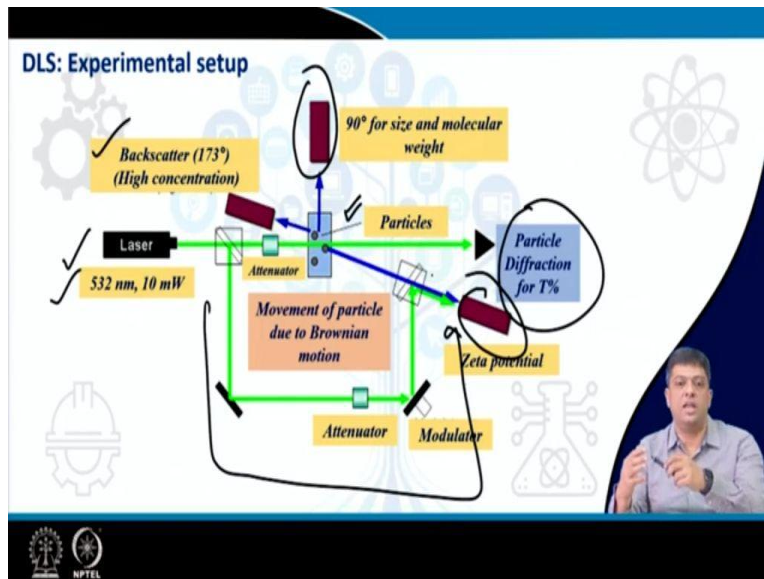 DLS: Experimental setup
90° for size and molecular
weight
Backscatter (173°)
(High concentration)
Particles
Laser
Attenuator
532 nm, 10 mW
Particle
Diffraction
for T%
Movement of particle
due to Brownian
motion
Zeta potential
Attenuator
Modulator
NPTEL